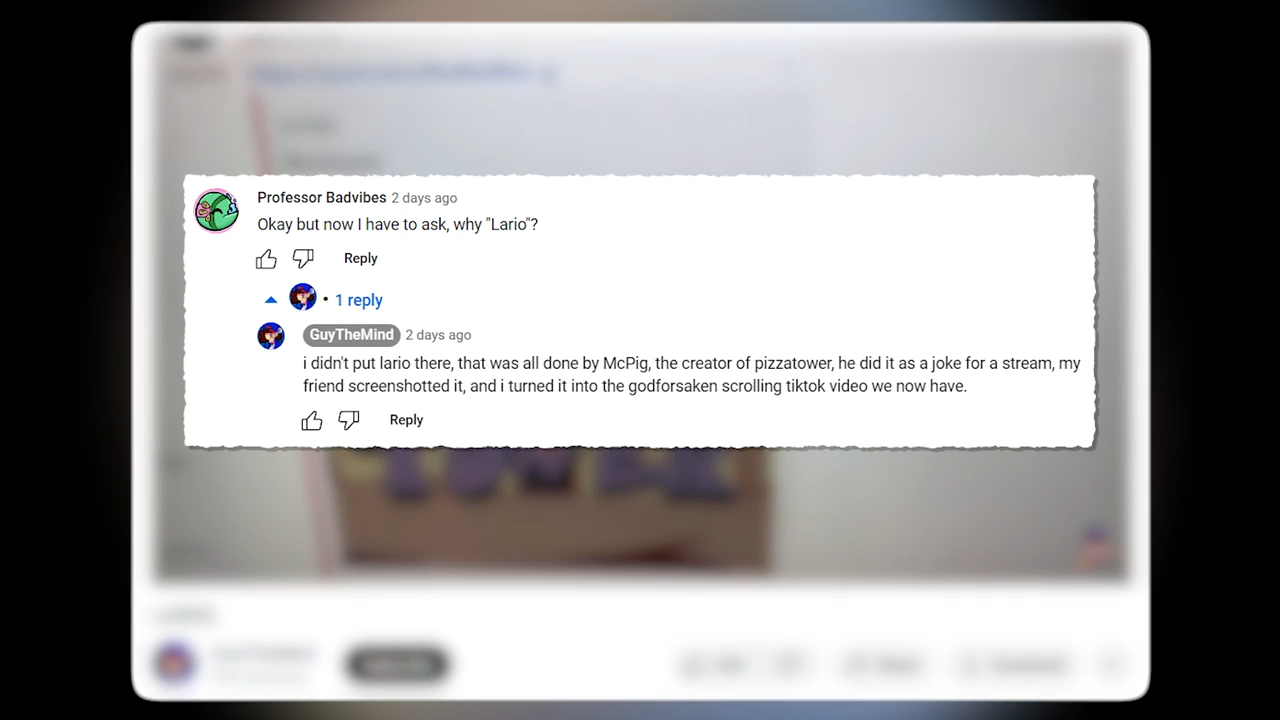 Professor Badvibes 2 days ago
Okay but now I have to ask, why "Lario"?
Reply
• 1 reply
GuyTheMind 2 days ago
i didn't put lario there, that was all done by McPig, the creator of pizzatower, he did it as a joke for a stream, my
friend screenshotted it, and i turned it into the godforsaken scrolling tiktok video we now have.
Reply